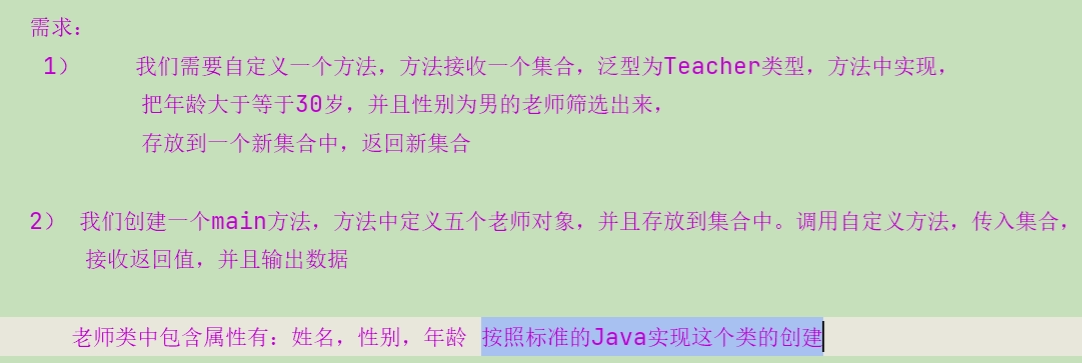 需求:
1） 我们需要自定义一个方法，方法接收一个集合，泛型为Teacher类型，方法中实现，
把年龄大于等于30岁，并且性别为男的老师筛选出来，
存放到一个新集合中，返回新集合
2） 我们创建一个main方法，方法中定义五个老师对象，并且存放到集合中。调用自定义方法，传入集合，
接收返回值，并且输出数据
老师类中包含属性有: 姓名，性别，年龄 按照标准的Java实现这个类的创建